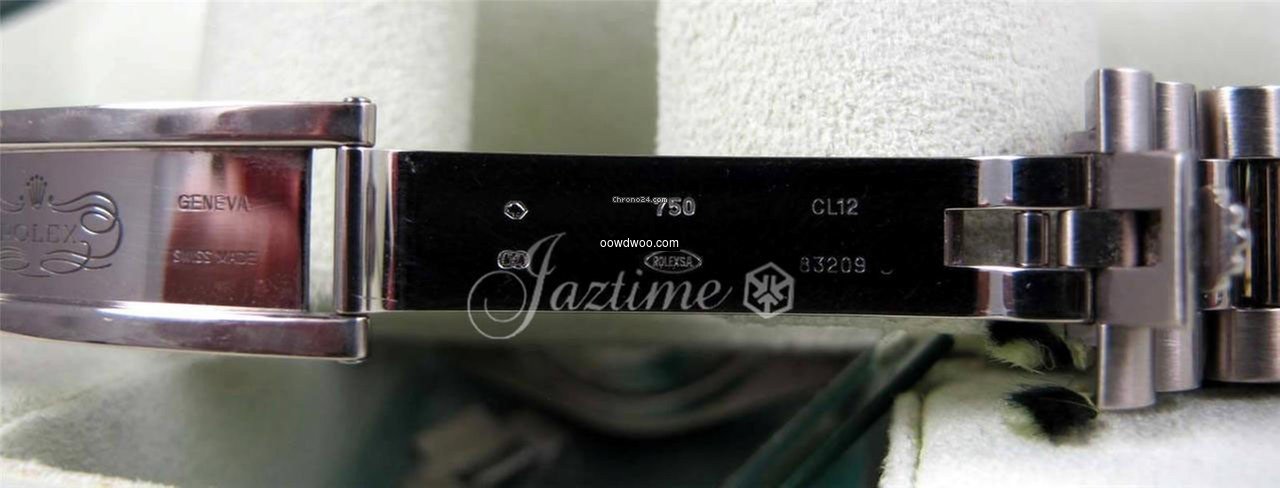 GENEVA
ROLEX
SWISS MADE
Chrono24.com
750
CL12
oowdwoo.com
ROLEX S.A.
83209
Jaztime